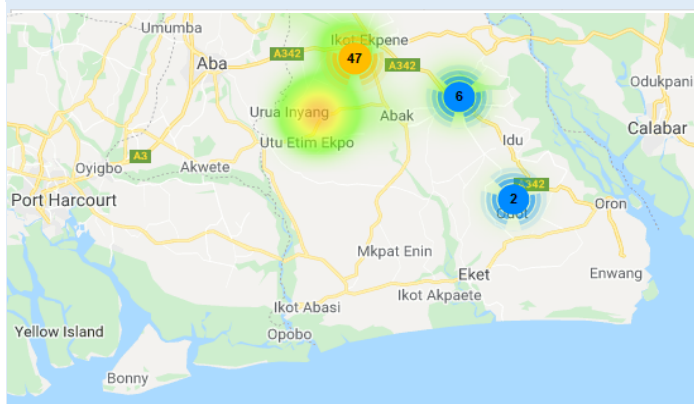 Umumba
Ikot Ekpene
A342
47
A342
Aba
6
Odukpani
Urua Inyang
Abak
Calabar
Utu Etim Ekpo
Idu
A3
Oyigbo
Akwete
A342
2
Port Harcourt
Oron
Mkpat Enin
Eket
Enwang
Ikot Akpaete
Ikot Abasi
Yellow Island
Opobo
Bonny